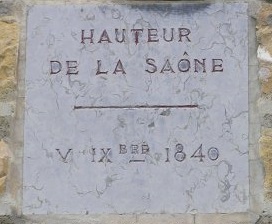 HAUTEUR
DE LA SAÔNE
V IX BRE 1840